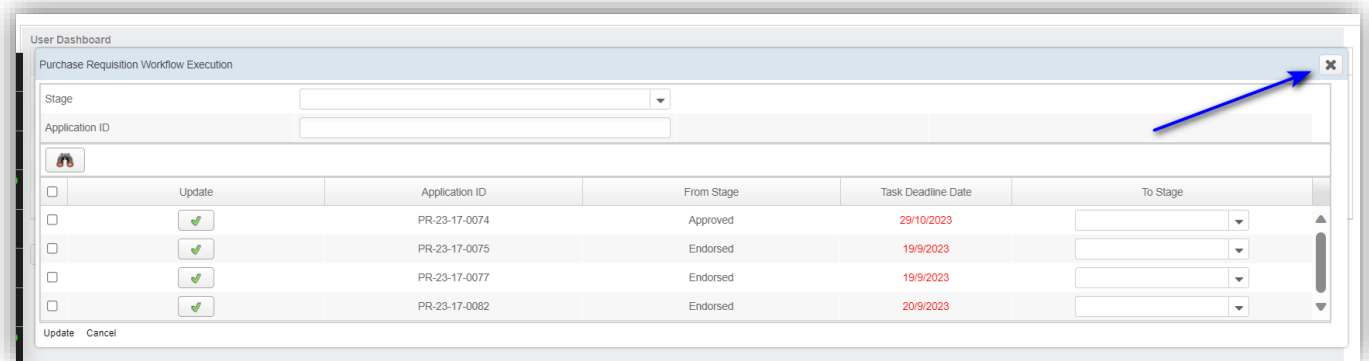 User Dashboard
Purchase Requisition Workflow Execution
Stage
Application ID
Update Application ID From Stage Task Deadline Date To Stage
PR-23-17-0074 Approved 29/10/2023
PR-23-17-0075 Endorsed 19/9/2023
PR-23-17-0077 Endorsed 19/9/2023
PR-23-17-0082 Endorsed 20/9/2023
Update Cancel